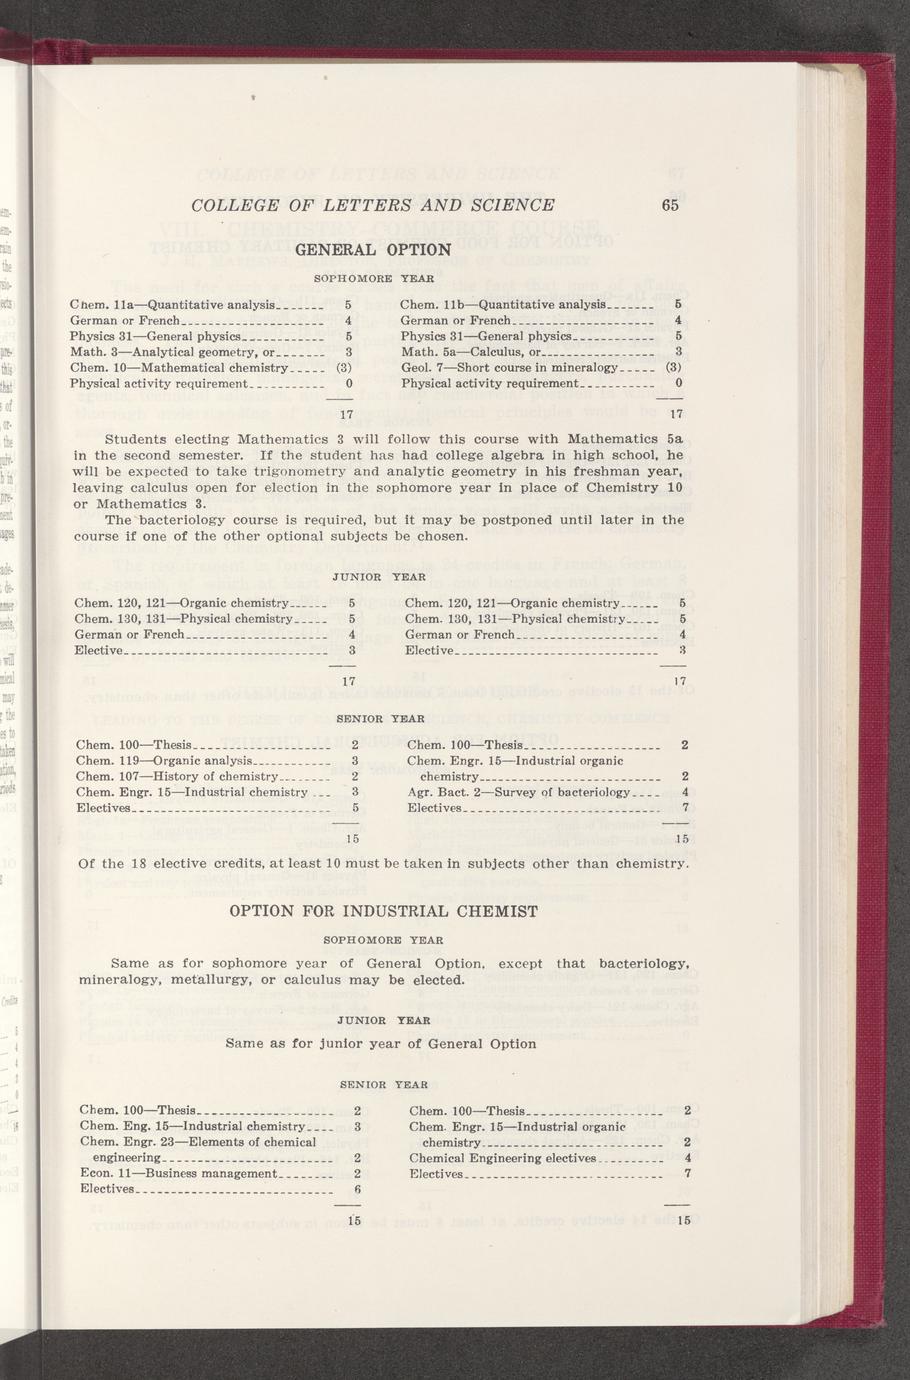 COLLEGE OF LETTERS AND SCIENCE 65
GENERAL OPTION
SOPHOMORE YEAR
Chem. 11a—Quantitative analysis 5
German or French 4
Physics 31—General physics 5
Math. 3—Analytical geometry, or 3
Chem. 10—Mathematical chemistry (3)
Physical activity requirement 0
17
Chem. 11b—Quantitative analysis 5
German or French 4
Physics 31—General physics 5
Math. 5a—Calculus, or 3
Geol. 7—Short course in mineralogy (3)
Physical activity requirement 0
17
Students electing Mathematics 3 will follow this course with Mathematics 5a
in the second semester. If the student has had college algebra in high school, he
will be expected to take trigonometry and analytic geometry in his freshman year,
leaving calculus open for election in the sophomore year in place of Chemistry 10
or Mathematics 3.
The bacteriology course is required, but it may be postponed until later in the
course if one of the other optional subjects be chosen.
JUNIOR YEAR
Chem. 120, 121—Organic chemistry 5
Chem. 130, 131—Physical chemistry 5
German or French 4
Elective 3
17
Chem. 120, 121—Organic chemistry 5
Chem. 130, 131—Physical chemistry 5
German or French 4
Elective 3
17
SENIOR YEAR
Chem. 100—Thesis 2
Chem. 119—Organic analysis 3
Chem. 107—History of chemistry 2
Chem. Engr. 15—Industrial chemistry 3
Electives 5
15
Chem. 100—Thesis 2
Chem. Engr. 15—Industrial organic
chemistry 2
Agr. Bact. 2—Survey of bacteriology 4
Electives 7
15
Of the 18 elective credits, at least 10 must be taken in subjects other than chemistry.
OPTION FOR INDUSTRIAL CHEMIST
SOPHOMORE YEAR
Same as for sophomore year of General Option, except that bacteriology,
mineralogy, metallurgy, or calculus may be elected.
JUNIOR YEAR
Same as for junior year of General Option
SENIOR YEAR
Chem. 100—Thesis 2
Chem. Eng. 15—Industrial chemistry 3
Chem. Engr. 23—Elements of chemical
engineering 2
Econ. 11—Business management 2
Electives 6
15
Chem. 100—Thesis 2
Chem. Engr. 15—Industrial organic
chemistry 2
Chemical Engineering electives 4
Electives 7
15